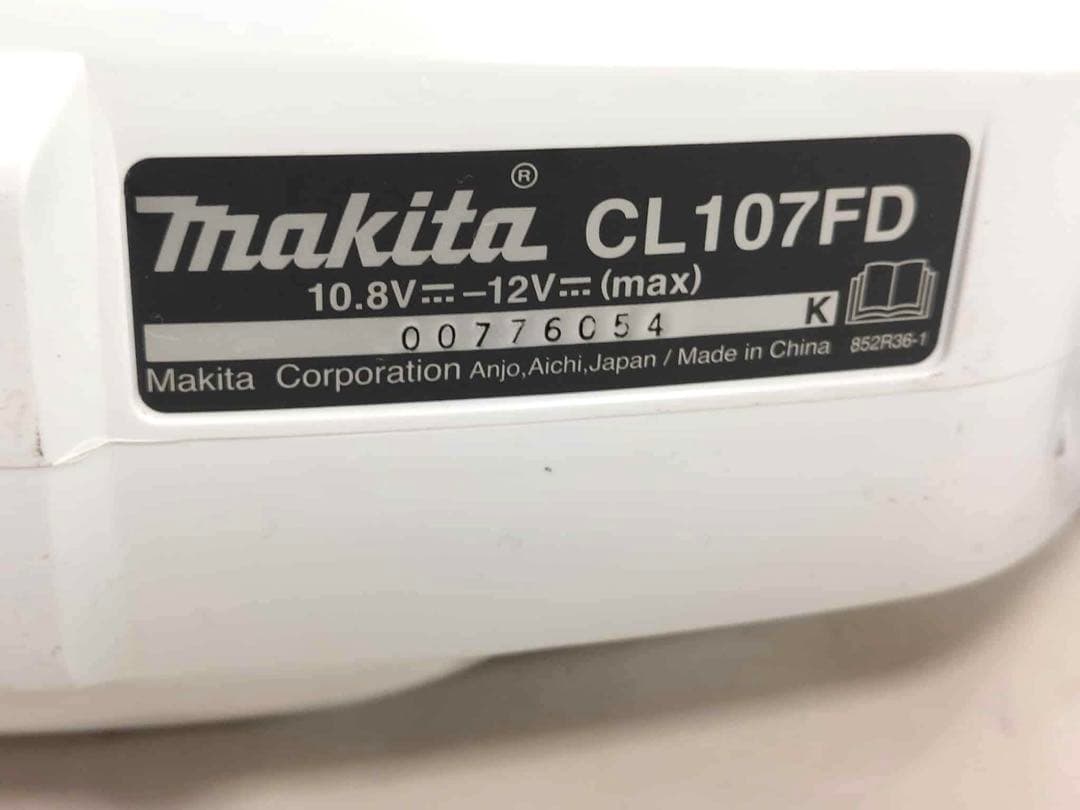 makita® CL107FD
10.8V⎓–12V⎓(max)
00776054 K
Makita Corporation Anjo,Aichi,Japan / Made in China 852R36-1